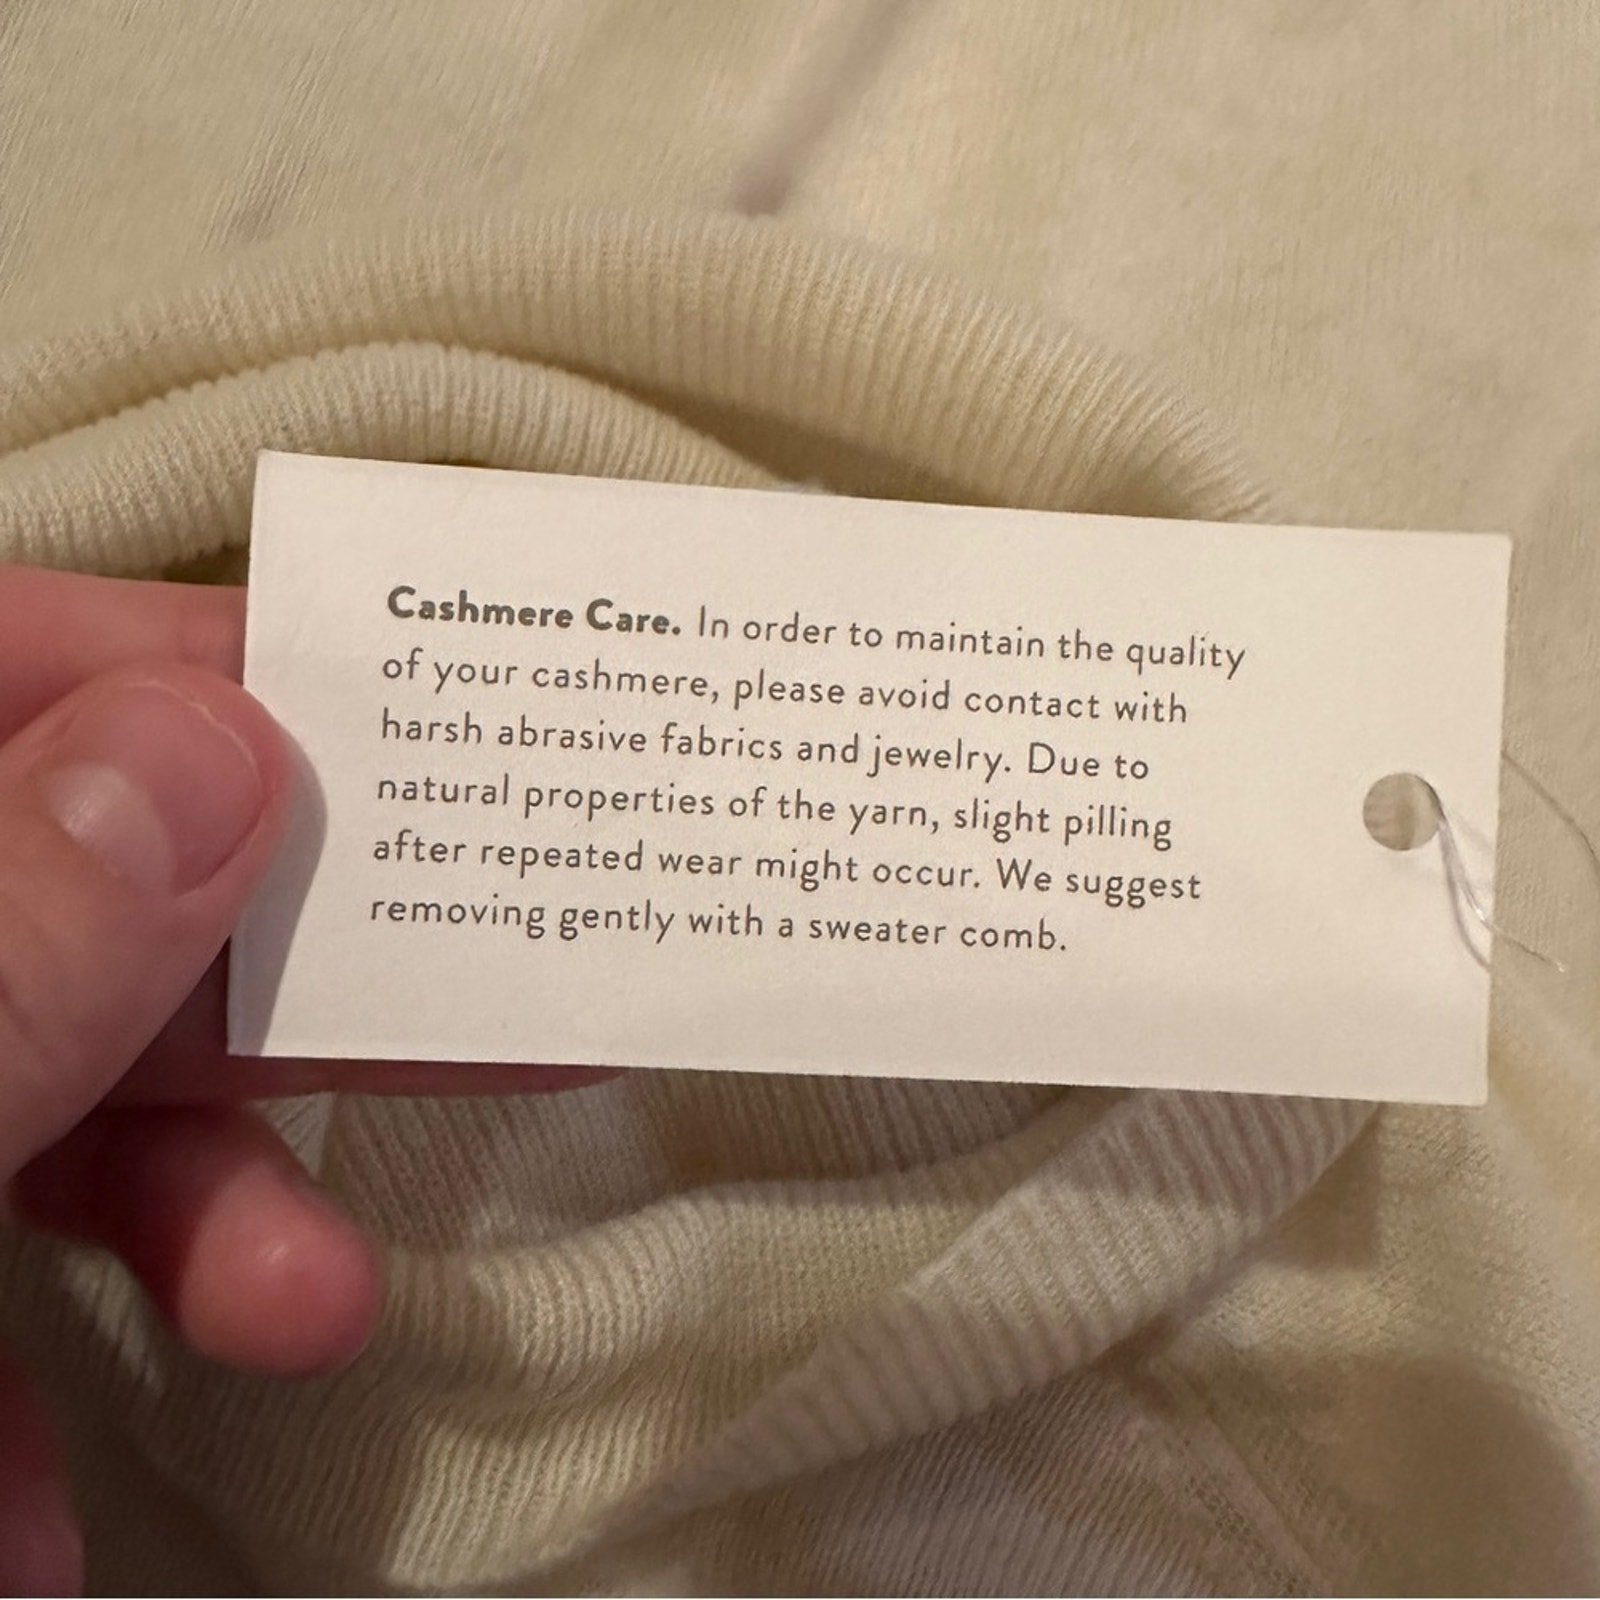 Cashmere Care. In order to maintain the quality
of your cashmere, please avoid contact with
harsh abrasive fabrics and jewelry. Due to
natural properties of the yarn, slight pilling
after repeated wear might occur. We suggest
removing gently with a sweater comb.